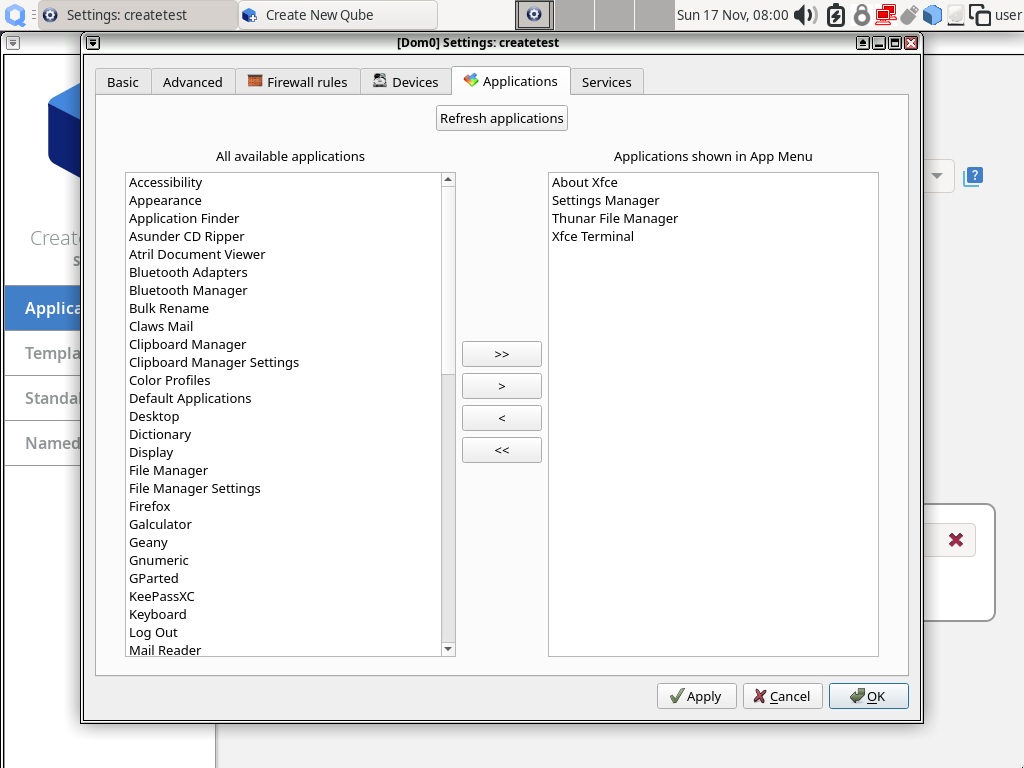 Settings: createtest
Create New Qube
Sun 17 Nov, 08:00
user
[Dom0] Settings: createtest
Basic
Advanced
Firewall rules
Devices
Applications
Services
Refresh applications
All available applications
Applications shown in App Menu
Accessibility
Appearance
Application Finder
Asunder CD Ripper
Atril Document Viewer
Bluetooth Adapters
Bluetooth Manager
Bulk Rename
Claws Mail
Clipboard Manager
Clipboard Manager Settings
Color Profiles
Default Applications
Desktop
Dictionary
Display
File Manager
File Manager Settings
Firefox
Galculator
Geany
Gnumeric
GParted
KeePassXC
Keyboard
Log Out
Mail Reader
>>
>
<
<<
About Xfce
Settings Manager
Thunar File Manager
Xfce Terminal
?
Create
S
Applica
Templa
Standa
Named
Apply
Cancel
OK